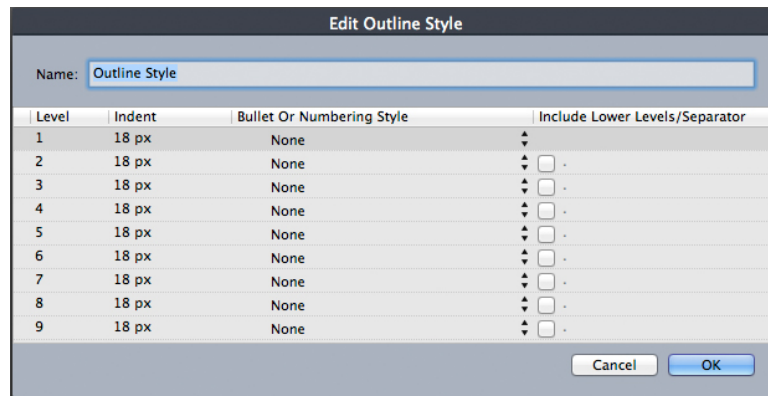 Edit Outline Style
Name: Outline Style
Level Indent Bullet Or Numbering Style Include Lower Levels/Separator
1 18 px None
2 18 px None .
3 18 px None .
4 18 px None .
5 18 px None .
6 18 px None .
7 18 px None .
8 18 px None .
9 18 px None .
Cancel OK